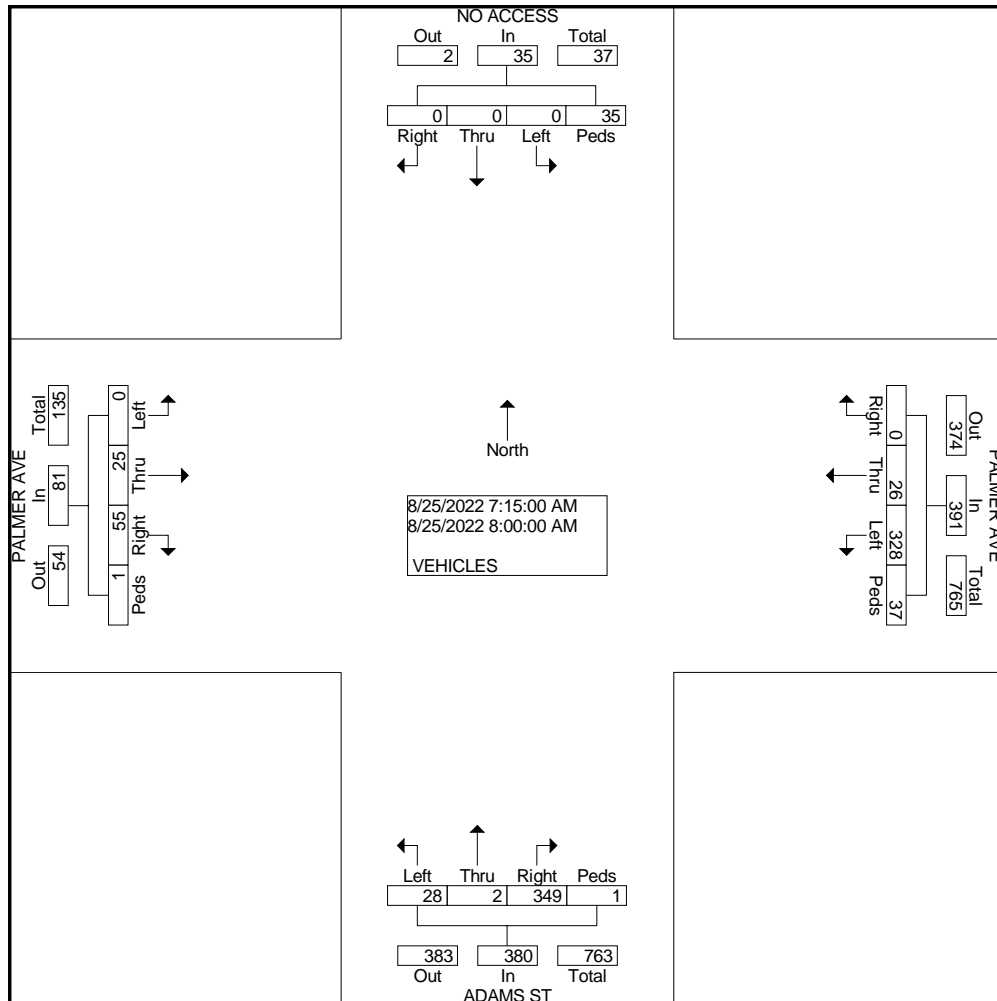 NO ACCESS
Out In Total
2 35 37
0 0 0 35
Right Thru Left Peds
PALMER AVE
Out In Total
54 81 135
Left Thru Right Peds
0 25 55 1
North
8/25/2022 7:15:00 AM
8/25/2022 8:00:00 AM
VEHICLES
Right Thru Left Peds
0 26 328 37
Out In Total
374 391 765
PALMER AVE
Left Thru Right Peds
28 2 349 1
383 380 763
Out In Total
ADAMS ST